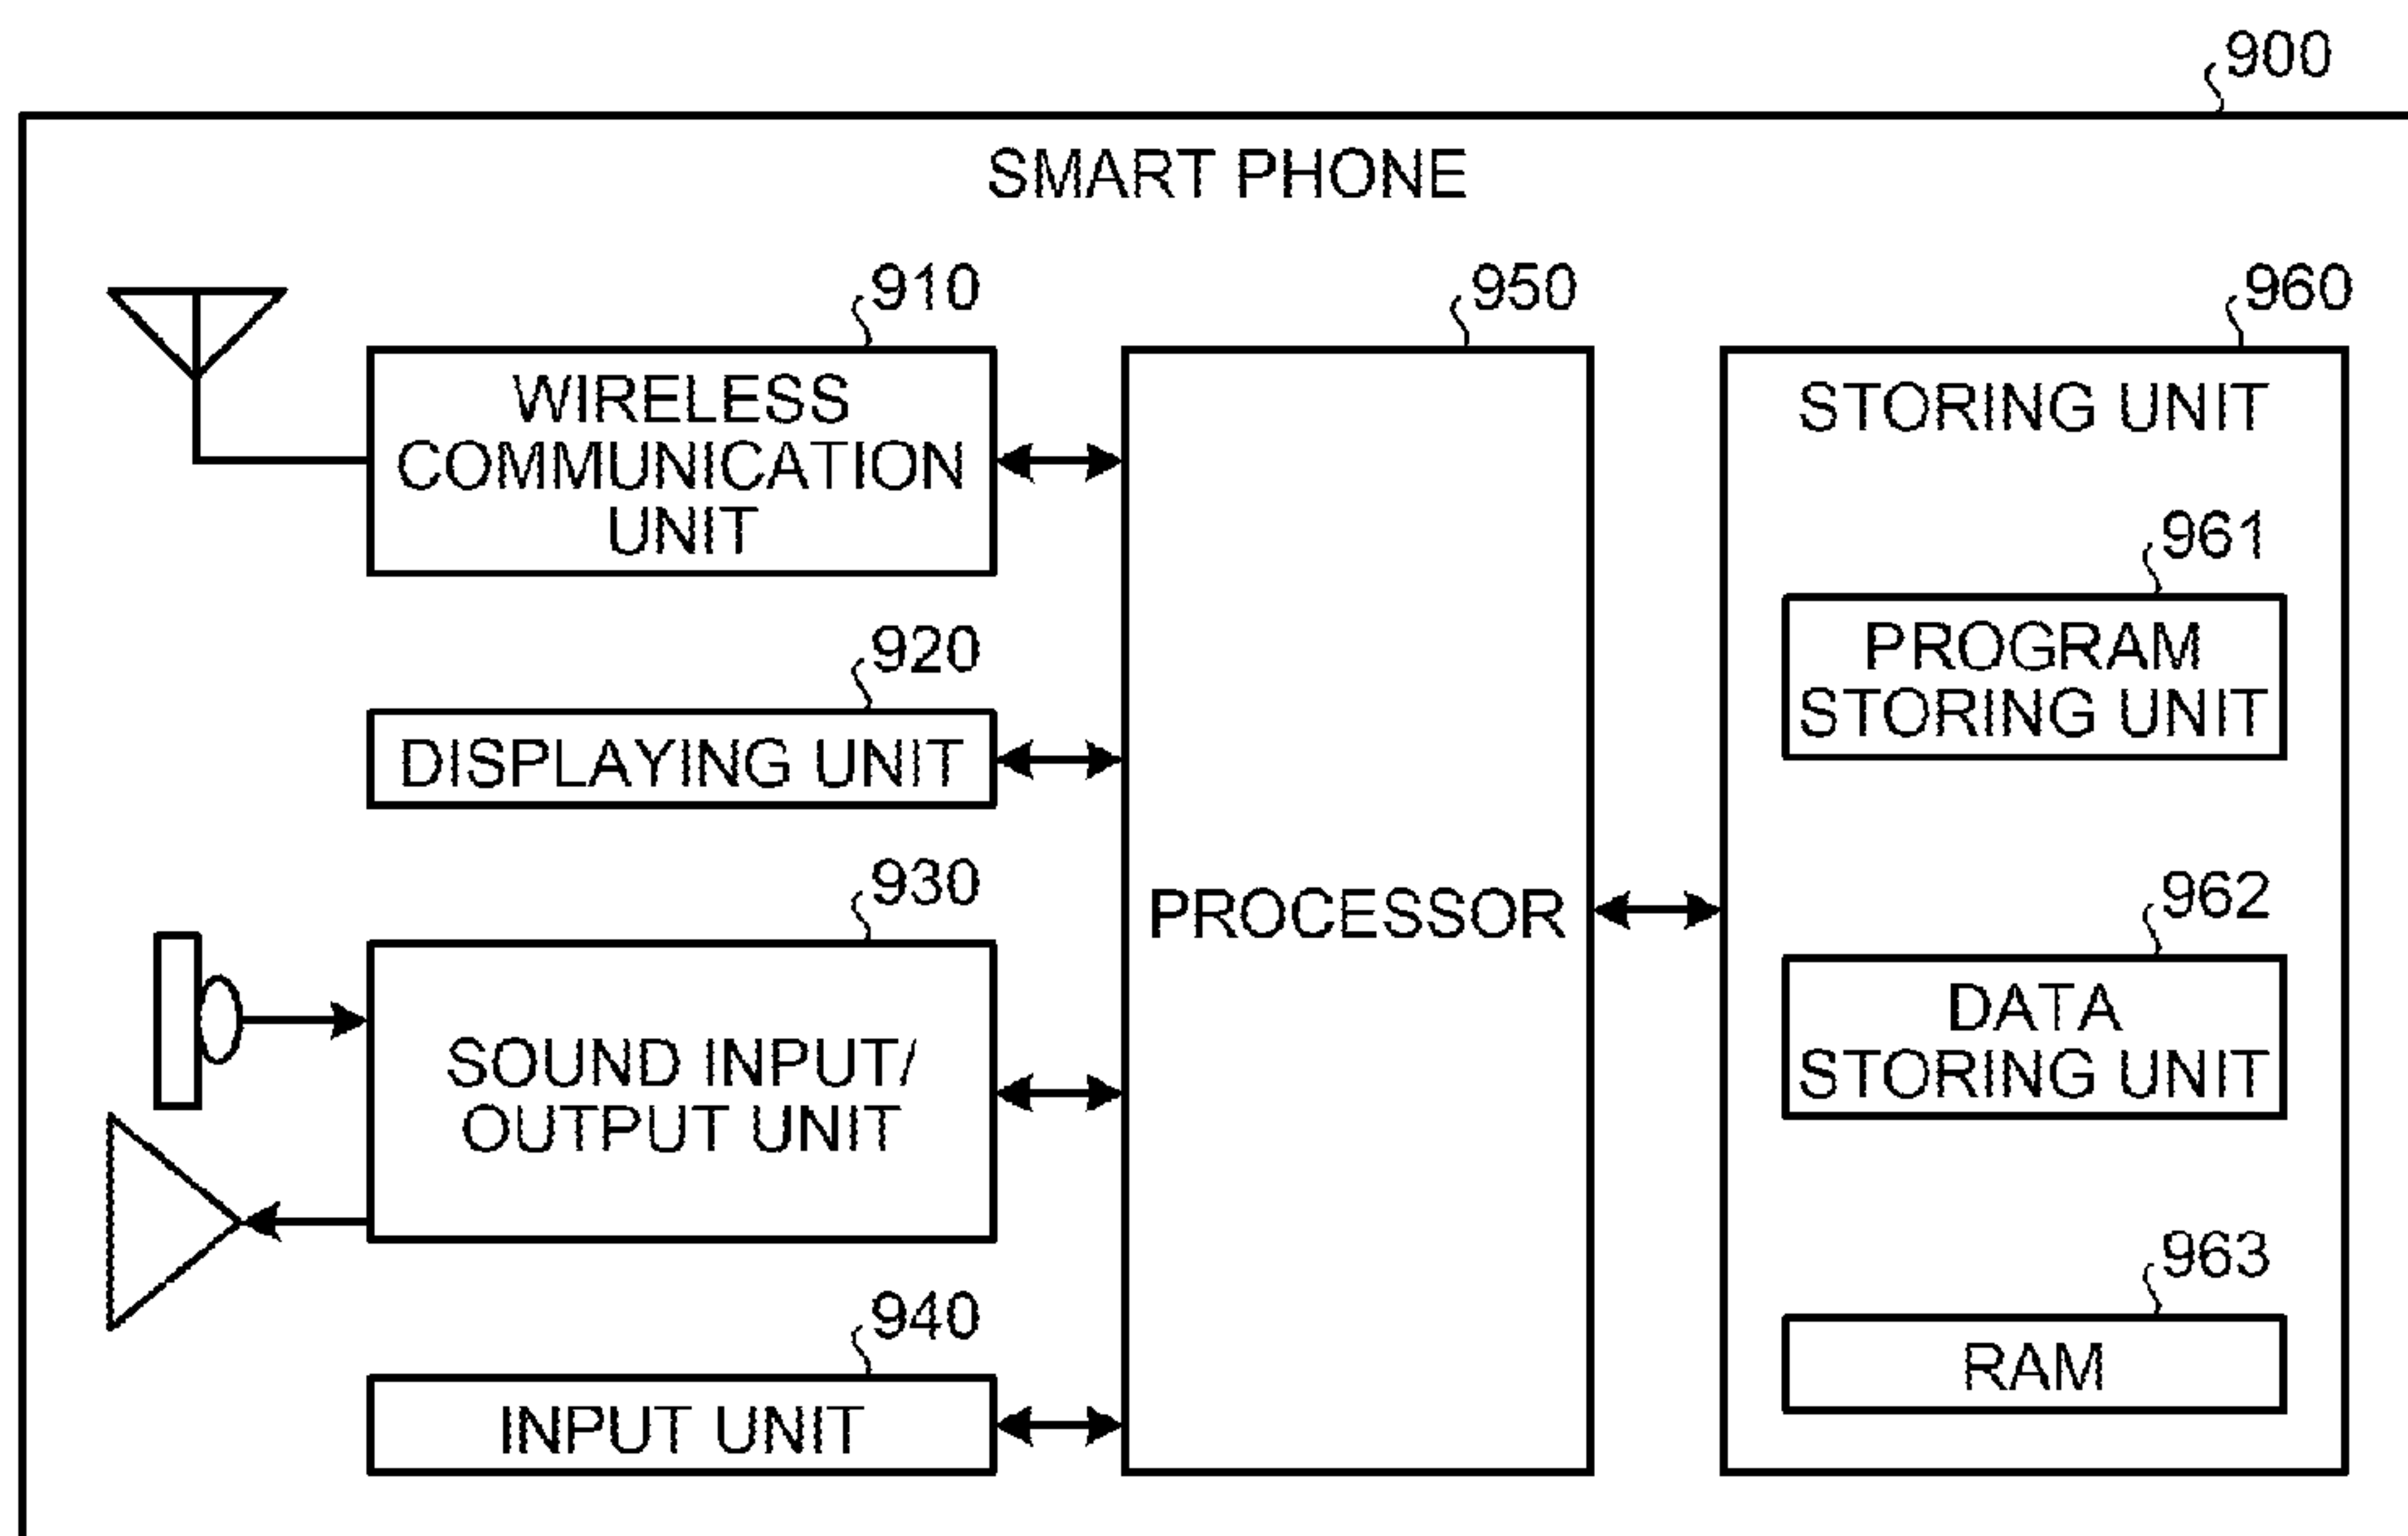 900
SMART PHONE
910
WIRELESS
COMMUNICATION
UNIT
920
DISPLAYING UNIT
930
SOUND INPUT/
OUTPUT UNIT
940
INPUT UNIT
950
PROCESSOR
960
STORING UNIT
961
PROGRAM
STORING UNIT
962
DATA
STORING UNIT
963
RAM